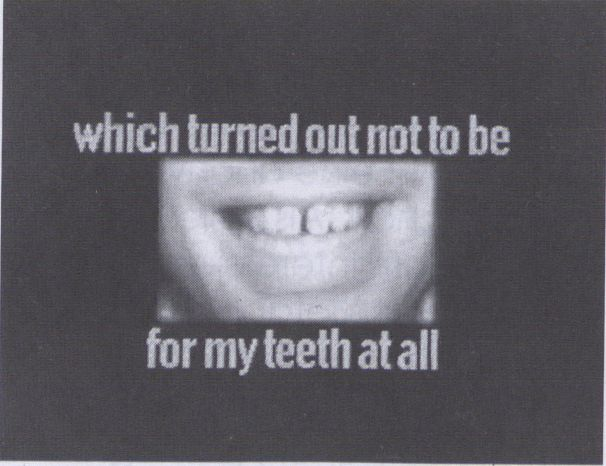 which turned out not to be
for my teeth at all